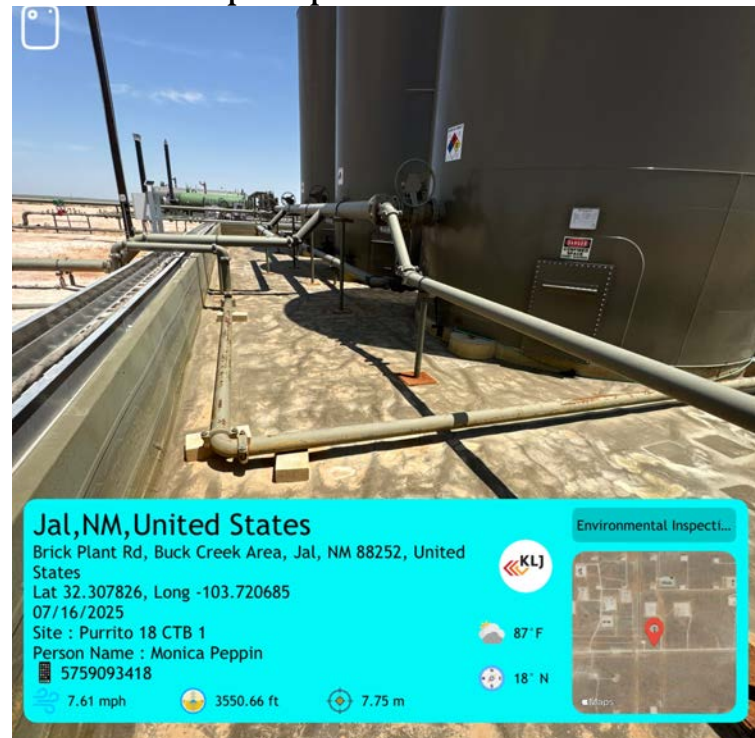 Jal,NM,United States
Brick Plant Rd, Buck Creek Area, Jal, NM 88252, United
States
Lat 32.307826, Long -103.720685
07/16/2025
Site : Purrito 18 CTB 1
Person Name : Monica Peppin
5759093418
7.61 mph
3550.66 ft
7.75 m
Environmental Inspecti...
KLJ
87°F
18° N
Maps
DANGER